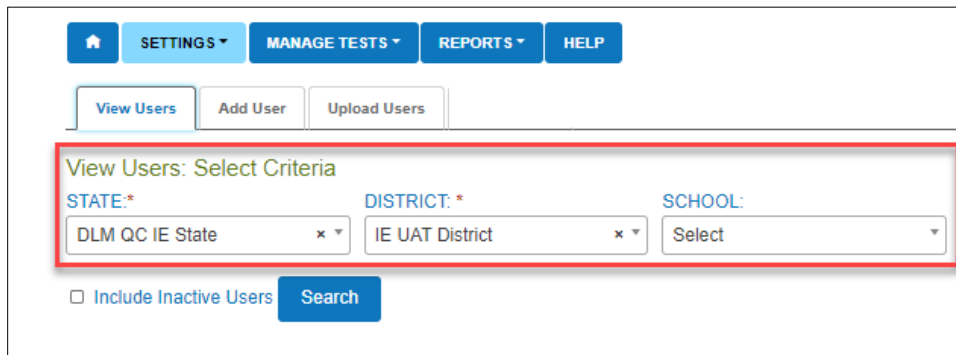 SETTINGS MANAGE TESTS REPORTS HELP
View Users Add User Upload Users
View Users: Select Criteria
STATE:* DISTRICT: * SCHOOL:
DLM QC IE State × IE UAT District × Select
Include Inactive Users Search